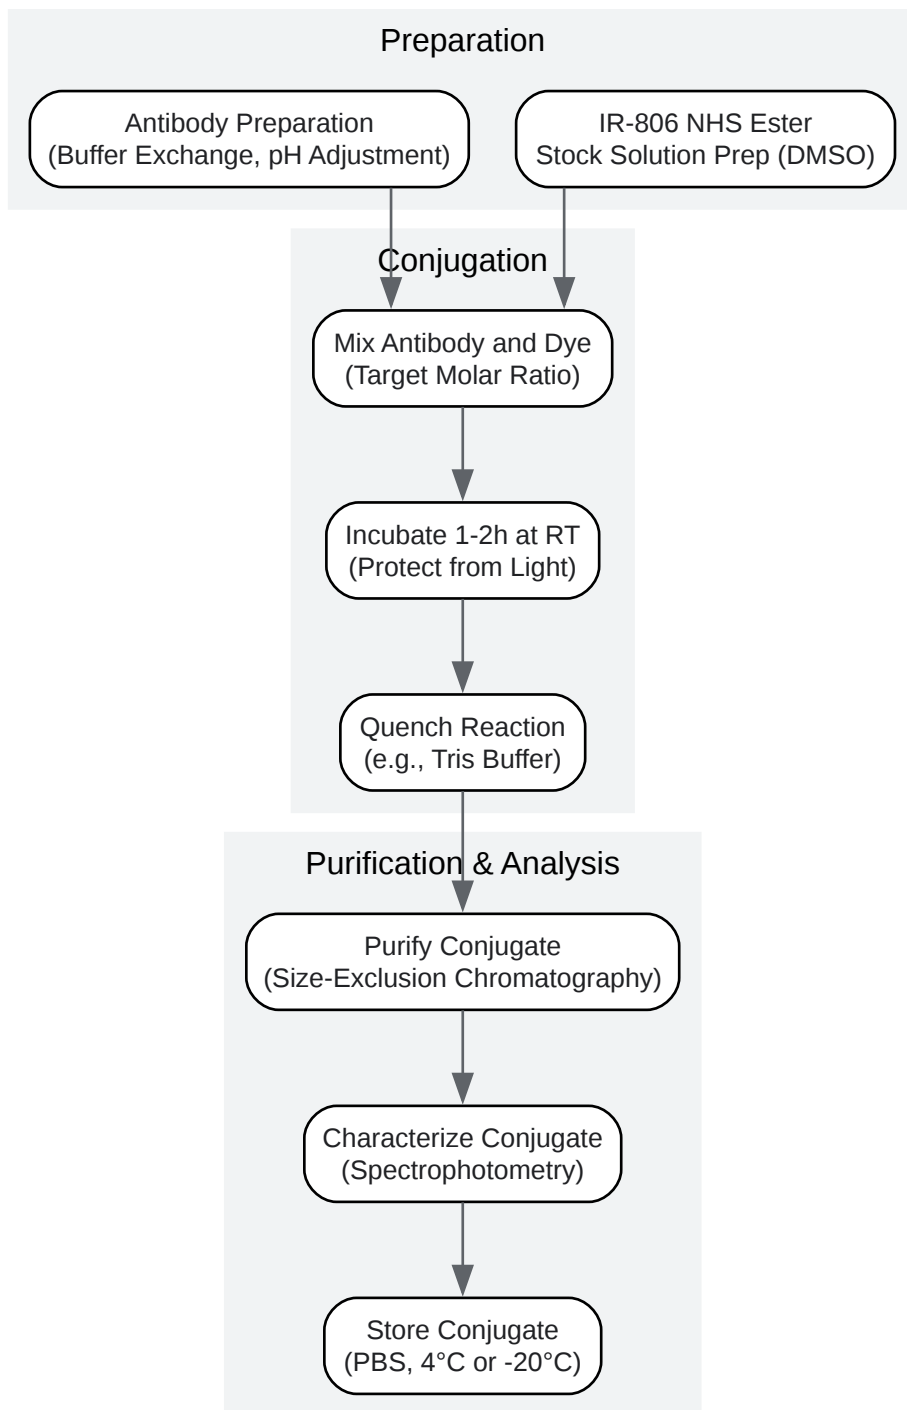 Preparation
Antibody Preparation
(Buffer Exchange, pH Adjustment)
IR-806 NHS Ester
Stock Solution Prep (DMSO)
Conjugation
Mix Antibody and Dye
(Target Molar Ratio)
Incubate 1-2h at RT
(Protect from Light)
Quench Reaction
(e.g., Tris Buffer)
Purification & Analysis
Purify Conjugate
(Size-Exclusion Chromatography)
Characterize Conjugate
(Spectrophotometry)
Store Conjugate
(PBS, 4°C or -20°C)